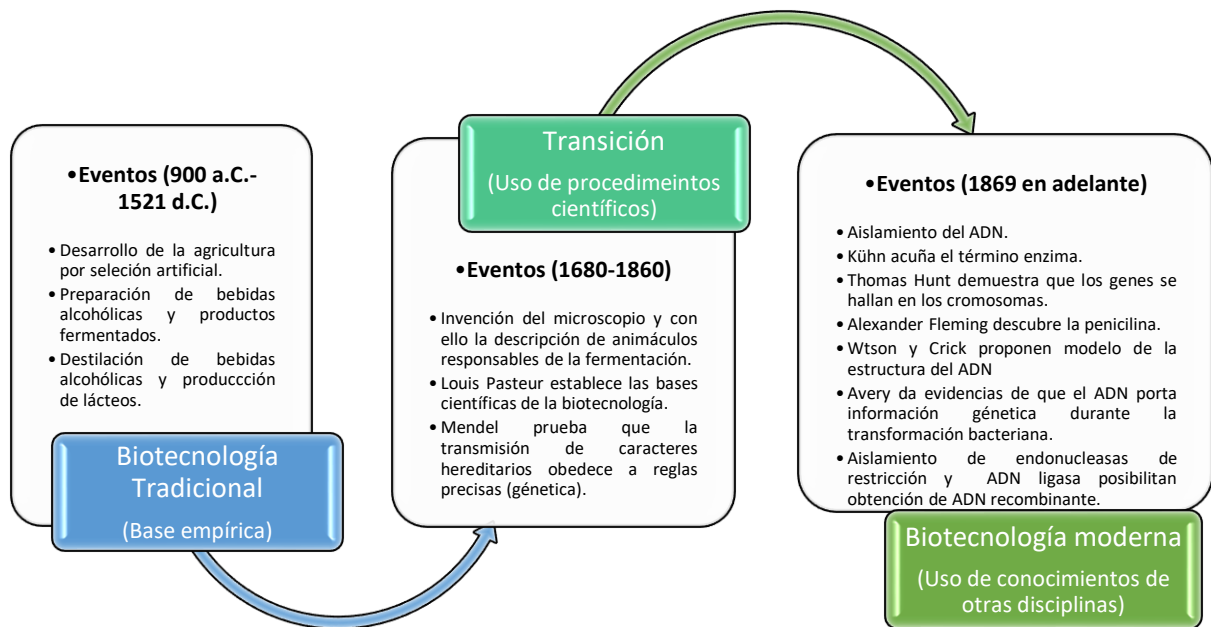 •Eventos (900 a.C.-
1521 d.C.)
• Desarrollo de la agricultura
por seleción artificial.
• Preparación de bebidas
alcohólicas y productos
fermentados.
• Destilación de bebidas
alcohólicas y produccción
de lácteos.
Biotecnología
Tradicional
(Base empírica)
Transición
(Uso de procedimeintos
científicos)
•Eventos (1680-1860)
• Invención del microscopio y con
ello la descripción de animáculos
responsables de la fermentación.
• Louis Pasteur establece las bases
científicas de la biotecnología.
• Mendel prueba que la
transmisión de caracteres
hereditarios obedece a reglas
precisas (génetica).
•Eventos (1869 en adelante)
• Aislamiento del ADN.
• Kühn acuña el término enzima.
• Thomas Hunt demuestra que los genes se
hallan en los cromosomas.
• Alexander Fleming descubre la penicilina.
• Wtson y Crick proponen modelo de la
estructura del ADN
• Avery da evidencias de que el ADN porta
información génetica durante la
transformación bacteriana.
• Aislamiento de endonucleasas de
restricción y ADN ligasa posibilitan
obtención de ADN recombinante.
Biotecnología moderna
(Uso de conocimientos de
otras disciplinas)